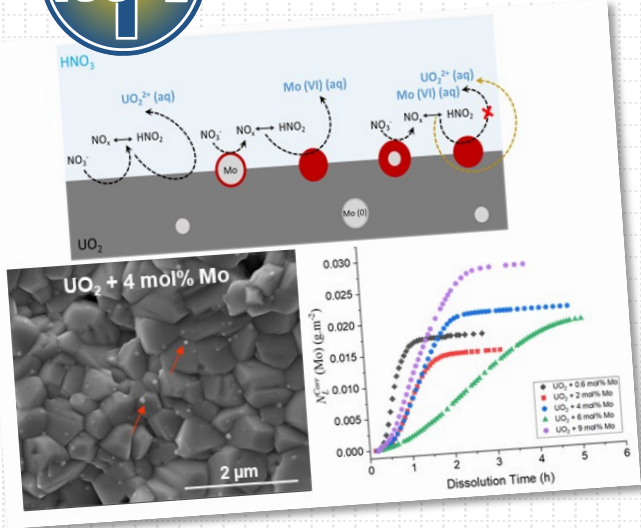 HNO₃
UO₂²⁺ (aq)
Mo (VI) (aq)
UO₂²⁺ (aq)
Mo (VI) (aq)
NOₓ HNO₂
NO₃⁻
NO₃⁻
NOₓ HNO₂
NO₃⁻
NOₓ HNO₂
Mo
Mo (0)
UO₂
UO₂ + 4 mol% Mo
2 µm
0.030
0.025
0.020
0.015
0.010
0.005
0.000
(Mo) (g.m⁻²)
0 1 2 3 4 5 6
Dissolution Time (h)
UO₂ + 0.6 mol% Mo
UO₂ + 2 mol% Mo
UO₂ + 4 mol% Mo
UO₂ + 6 mol% Mo
UO₂ + 9 mol% Mo